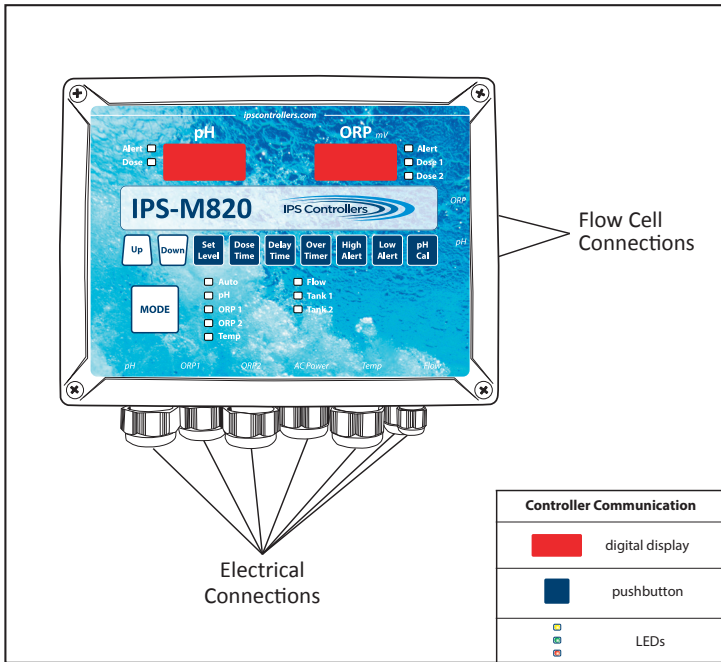 ipscontrollers.com
pH ORP mV
Alert Alert
Dose Dose 1
Dose 2
IPS-M820 IPS Controllers
ORP
pH
Up Down Set Level Dose Time Delay Time Over Timer High Alert Low Alert pH Cal
MODE
Auto Flow
pH Tank 1
ORP 1 Tank 2
ORP 2
Temp
pH ORP1 ORP2 AC Power Temp Flow
Flow Cell
Connections
Electrical
Connections
Controller Communication
digital display
pushbutton
LEDs